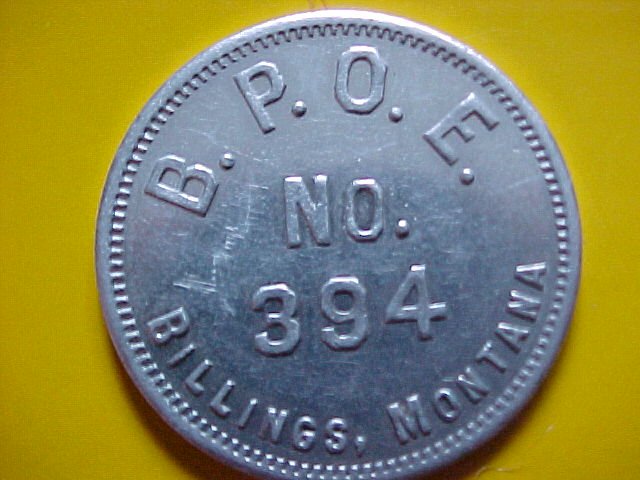 B. P. O. E.
NO.
394
BILLINGS, MONTANA